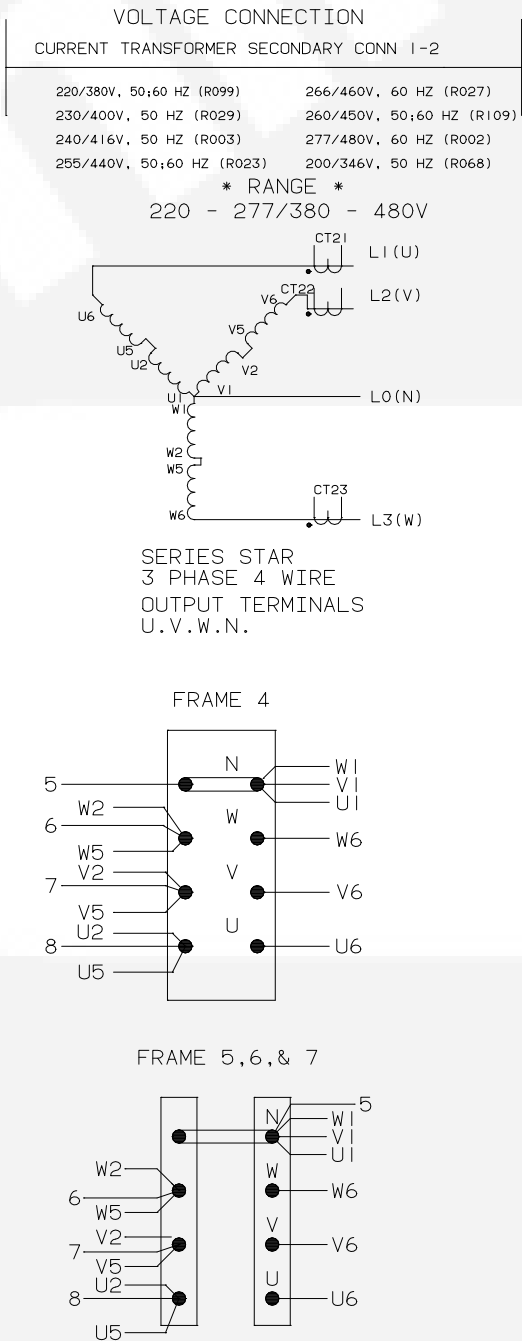 VOLTAGE CONNECTION
CURRENT TRANSFORMER SECONDARY CONN 1-2
220/380V, 50;60 HZ (R099) 266/460V, 60 HZ (R027)
230/400V, 50 HZ (R029) 260/450V, 50;60 HZ (R109)
240/416V, 50 HZ (R003) 277/480V, 60 HZ (R002)
255/440V, 50;60 HZ (R023) 200/346V, 50 HZ (R068)
* RANGE *
220 - 277/380 - 480V
CT21
L1(U)
CT22
L2(V)
V6
U6
V5
U5
U2
V2
V1
U1
W1
L0(N)
W2
W5
CT23
W6
L3(W)
SERIES STAR
3 PHASE 4 WIRE
OUTPUT TERMINALS
U.V.W.N.
FRAME 4
N
W1
5
V1
U1
W2
W
6
W6
W5
V2
V
7
V6
V5
U2
U
8
U6
U5
FRAME 5,6,& 7
5
N
W1
V1
U1
W2
W
6
W6
W5
V2
V
7
V6
V5
U2
U
8
U6
U5